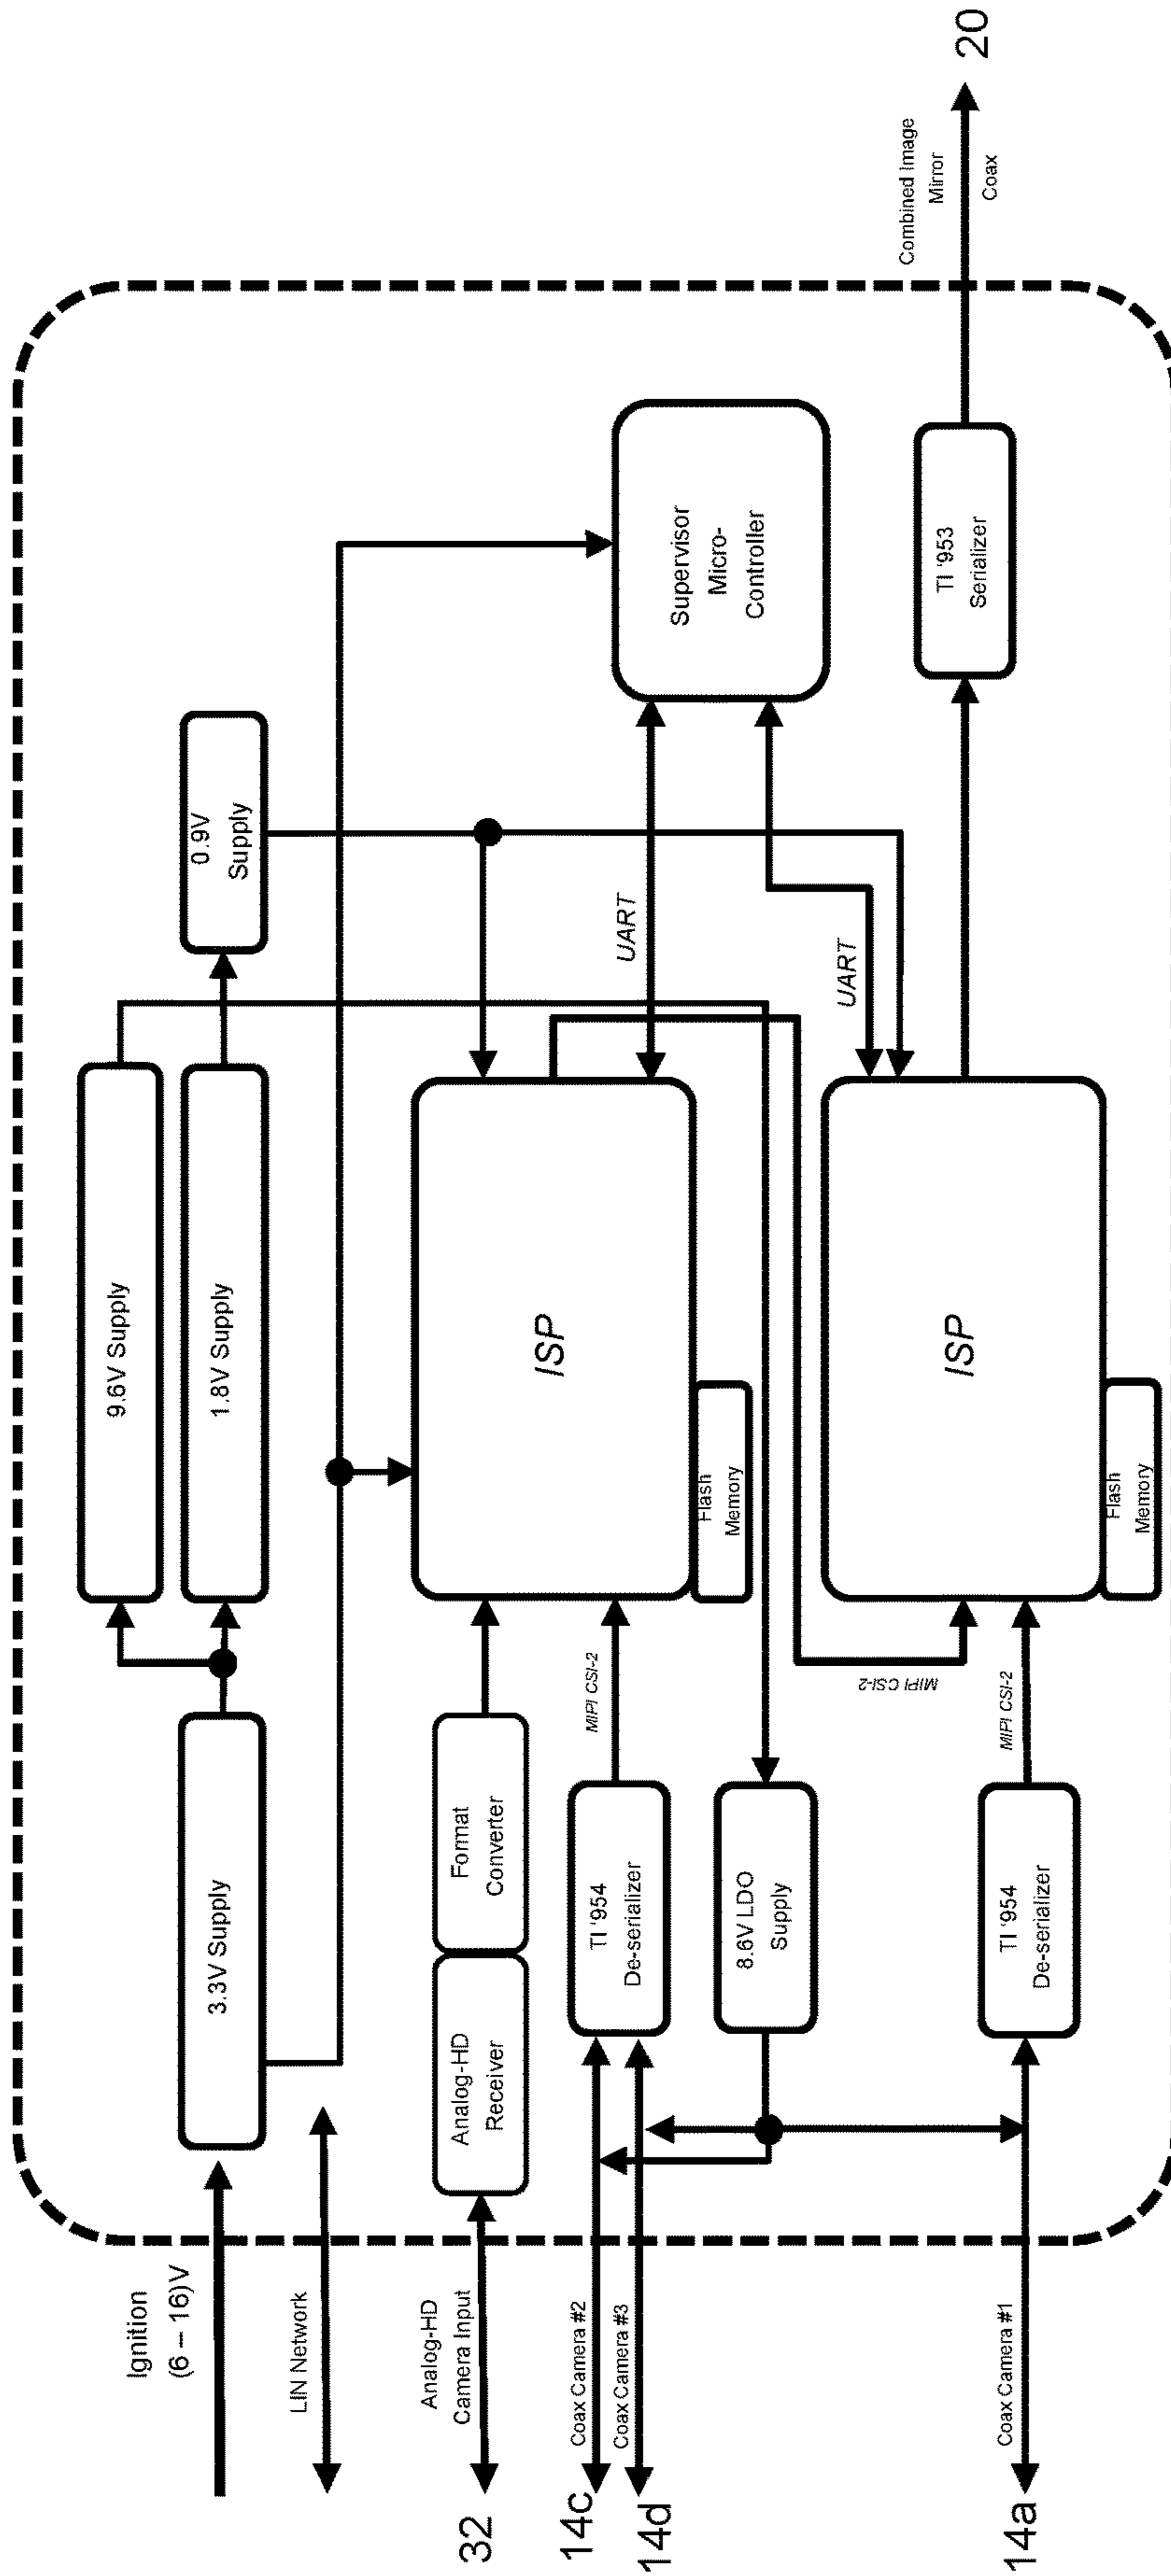 Ignition
(6 – 16)V
LIN Network
Analog-HD
Camera Input
32
Coax Camera #2
14c
Coax Camera #3
14d
Coax Camera #1
14a
3.3V Supply
9.6V Supply
1.8V Supply
0.9V
Supply
Analog-HD
Receiver
Format
Converter
TI '954
De-serializer
MIPI CSI-2
8.6V LDO
Supply
TI '954
De-serializer
MIPI CSI-2
MIPI CSI-2
ISP
Flash
Memory
ISP
Flash
Memory
UART
UART
Supervisor
Micro-
Controller
TI '953
Serializer
Combined Image
Mirror
Coax
20